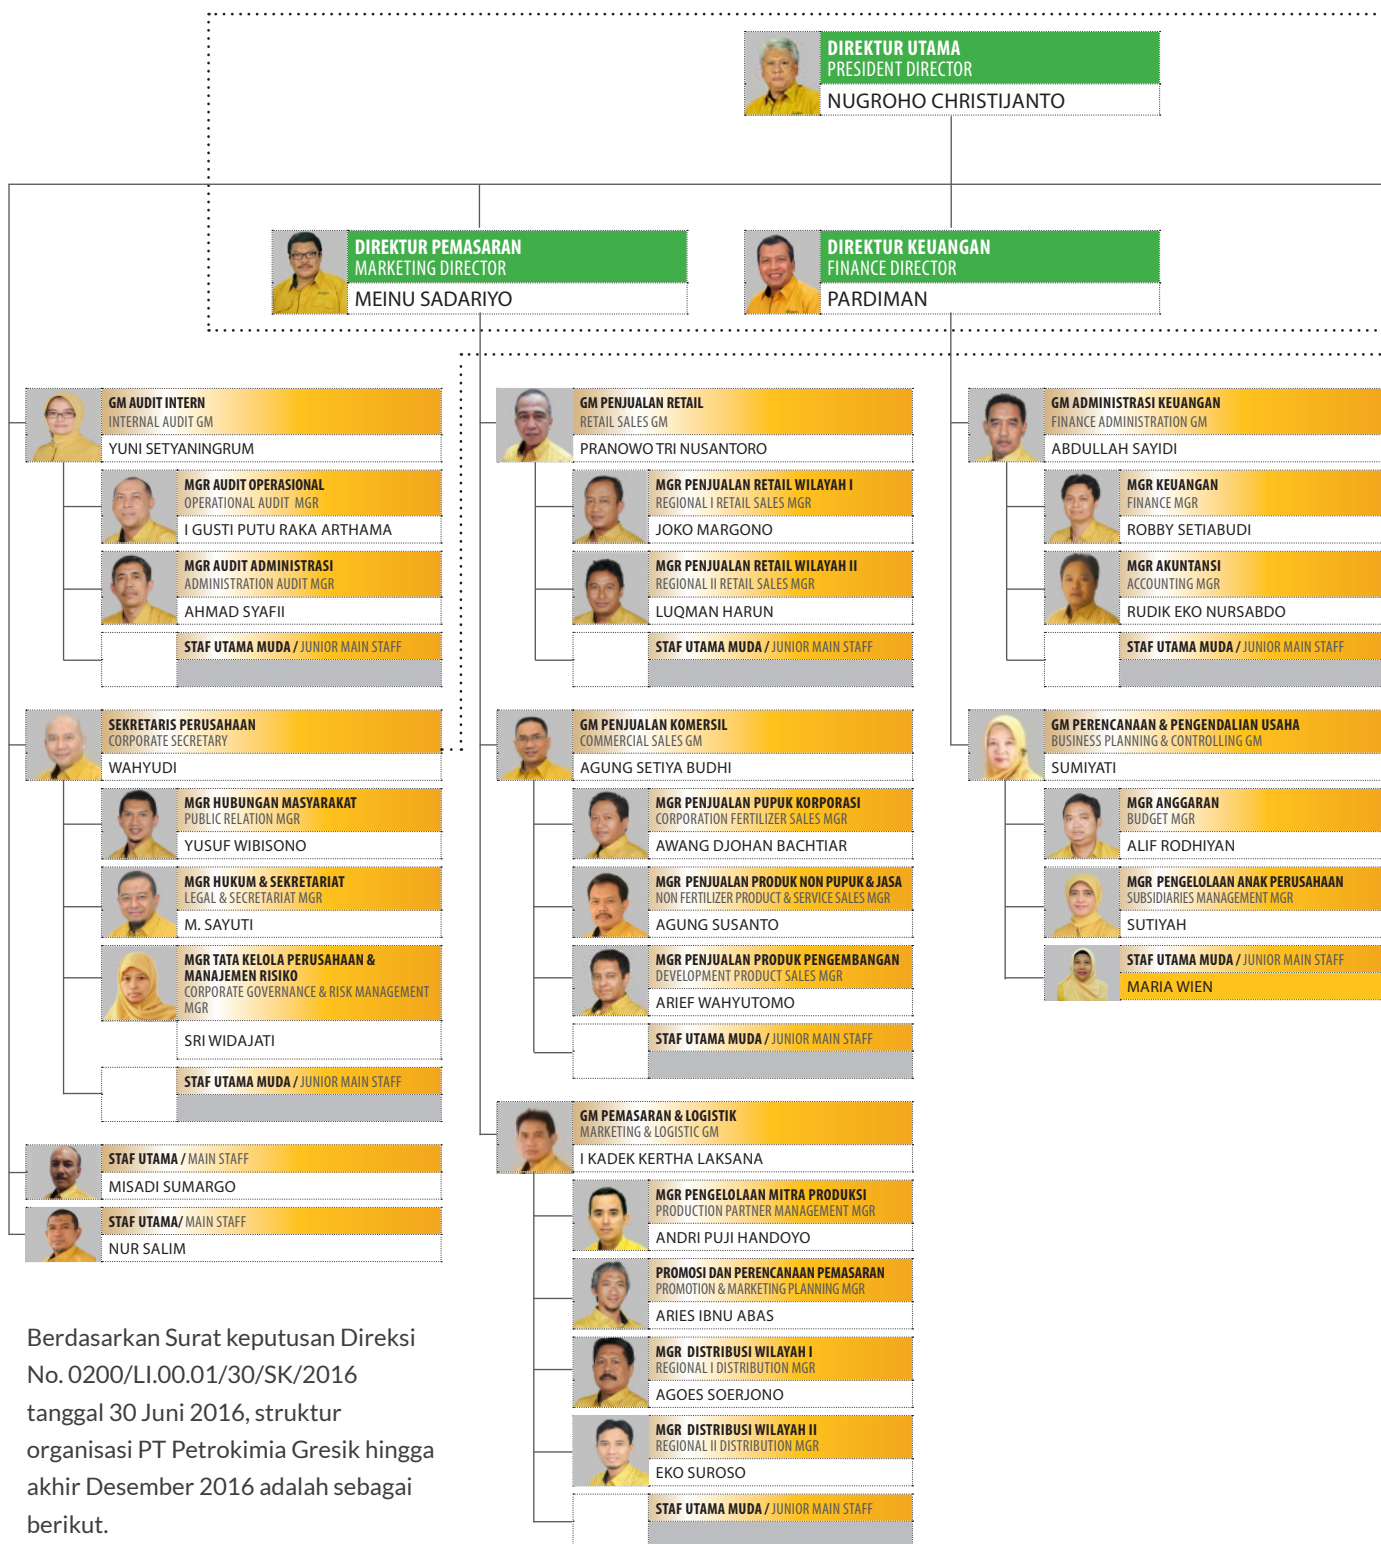 DIREKTUR UTAMA
PRESIDENT DIRECTOR
NUGROHO CHRISTIJANTO
DIREKTUR PEMASARAN
MARKETING DIRECTOR
MEINU SADARIYO
DIREKTUR KEUANGAN
FINANCE DIRECTOR
PARDIMAN
GM AUDIT INTERN
INTERNAL AUDIT GM
YUNI SETYANINGRUM
MGR AUDIT OPERASIONAL
OPERATIONAL AUDIT MGR
I GUSTI PUTU RAKA ARTHAMA
MGR AUDIT ADMINISTRASI
ADMINISTRATION AUDIT MGR
AHMAD SYAFII
STAF UTAMA MUDA / JUNIOR MAIN STAFF
SEKRETARIS PERUSAHAAN
CORPORATE SECRETARY
WAHYUDI
MGR HUBUNGAN MASYARAKAT
PUBLIC RELATION MGR
YUSUF WIBISONO
MGR HUKUM & SEKRETARIAT
LEGAL & SECRETARIAT MGR
M. SAYUTI
MGR TATA KELOLA PERUSAHAAN &
MANAJEMEN RISIKO
CORPORATE GOVERNANCE & RISK MANAGEMENT
MGR
SRI WIDAJATI
STAF UTAMA MUDA / JUNIOR MAIN STAFF
STAF UTAMA / MAIN STAFF
MISADI SUMARGO
STAF UTAMA/ MAIN STAFF
NUR SALIM
GM PENJUALAN RETAIL
RETAIL SALES GM
PRANOWO TRI NUSANTORO
MGR PENJUALAN RETAIL WILAYAH I
REGIONAL I RETAIL SALES MGR
JOKO MARGONO
MGR PENJUALAN RETAIL WILAYAH II
REGIONAL II RETAIL SALES MGR
LUQMAN HARUN
STAF UTAMA MUDA / JUNIOR MAIN STAFF
GM PENJUALAN KOMERSIL
COMMERCIAL SALES GM
AGUNG SETIYA BUDHI
MGR PENJUALAN PUPUK KORPORASI
CORPORATION FERTILIZER SALES MGR
AWANG DJOHAN BACHTIAR
MGR PENJUALAN PRODUK NON PUPUK & JASA
NON FERTILIZER PRODUCT & SERVICE SALES MGR
AGUNG SUSANTO
MGR PENJUALAN PRODUK PENGEMBANGAN
DEVELOPMENT PRODUCT SALES MGR
ARIEF WAHYUTOMO
STAF UTAMA MUDA / JUNIOR MAIN STAFF
GM PEMASARAN & LOGISTIK
MARKETING & LOGISTIC GM
I KADEK KERTHA LAKSANA
MGR PENGELOLAAN MITRA PRODUKSI
PRODUCTION PARTNER MANAGEMENT MGR
ANDRI PUJI HANDOYO
PROMOSI DAN PERENCANAAN PEMASARAN
PROMOTION & MARKETING PLANNING MGR
ARIES IBNU ABAS
MGR DISTRIBUSI WILAYAH I
REGIONAL I DISTRIBUTION MGR
AGOES SOERJONO
MGR DISTRIBUSI WILAYAH II
REGIONAL II DISTRIBUTION MGR
EKO SUROSO
STAF UTAMA MUDA / JUNIOR MAIN STAFF
GM ADMINISTRASI KEUANGAN
FINANCE ADMINISTRATION GM
ABDULLAH SAYIDI
MGR KEUANGAN
FINANCE MGR
ROBBY SETIABUDI
MGR AKUNTANSI
ACCOUNTING MGR
RUDIK EKO NURSABDO
STAF UTAMA MUDA / JUNIOR MAIN STAFF
GM PERENCANAAN & PENGENDALIAN USAHA
BUSINESS PLANNING & CONTROLLING GM
SUMIYATI
MGR ANGGARAN
BUDGET MGR
ALIF RODHIYAN
MGR PENGELOLAAN ANAK PERUSAHAAN
SUBSIDIARIES MANAGEMENT MGR
SUTIYAH
STAF UTAMA MUDA / JUNIOR MAIN STAFF
MARIA WIEN
Berdasarkan Surat keputusan Direksi
No. 0200/LI.00.01/30/SK/2016
tanggal 30 Juni 2016, struktur
organisasi PT Petrokimia Gresik hingga
akhir Desember 2016 adalah sebagai
berikut.